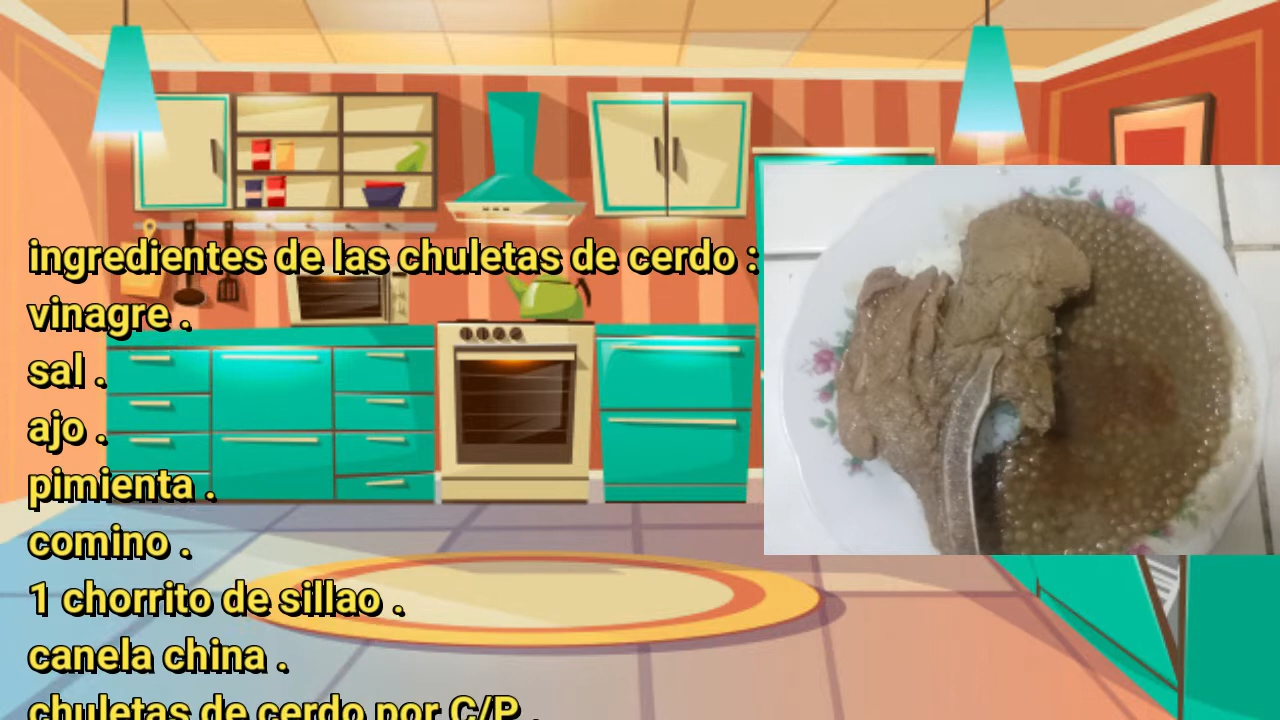 ingredientes de las chuletas de cerdo :
vinagre .
sal .
ajo .
pimienta .
comino .
1 chorrito de sillao .
canela china .
chuletas de cerdo por C/P .